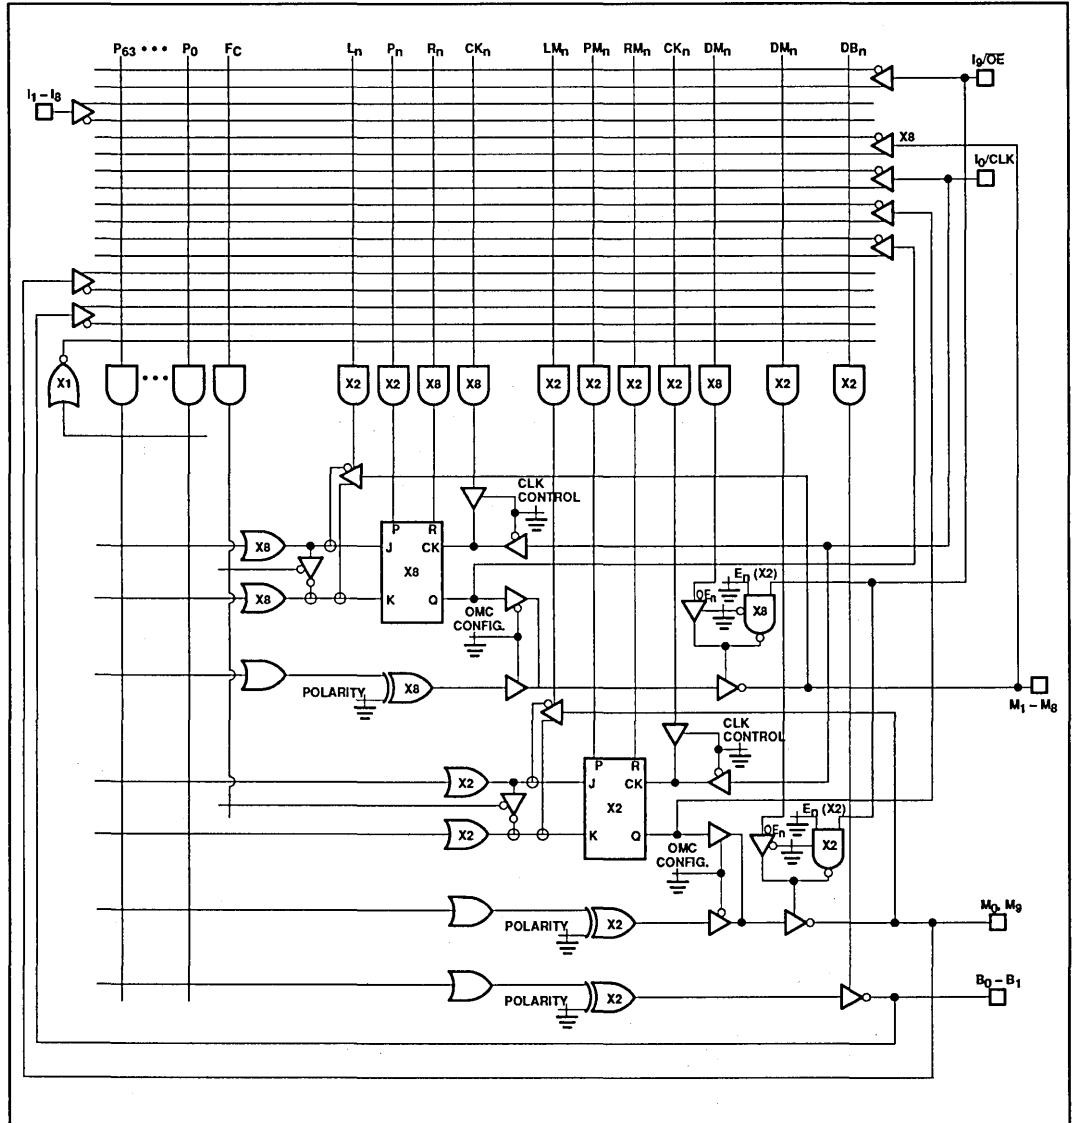 P63 ••• P0 FC Ln Pn Rn CKn LMn PMn RMn CKn DMn DMn DBn
I9/OE
I1 – I8
X8
I0/CLK
X1 ••• X2 X2 X8 X8 X2 X2 X2 X2 X8 X2 X2
CLK
CONTROL
P R
X8 J CK
X8
En (X2)
OEn
X8
X8 K Q
OMC
CONFIG.
POLARITY X8
M1 – M8
CLK
CONTROL
P R
X2 J CK
X2
En (X2)
OEn
X2
X2 K Q
OMC
CONFIG.
M0, M9
POLARITY X2
B0 – B1
POLARITY X2